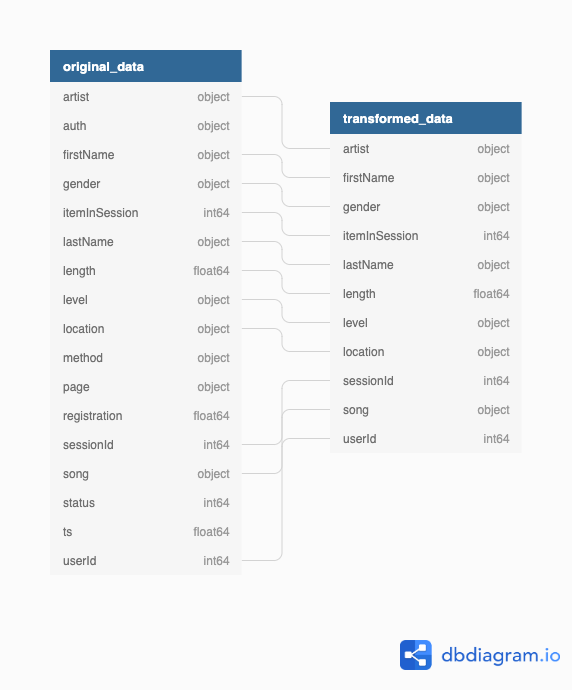 original_data
artist object
auth object
firstName object
gender object
itemInSession int64
lastName object
length float64
level object
location object
method object
page object
registration float64
sessionId int64
song object
status int64
ts float64
userId int64
transformed_data
artist object
firstName object
gender object
itemInSession int64
lastName object
length float64
level object
location object
sessionId int64
song object
userId int64
dbdiagram.io